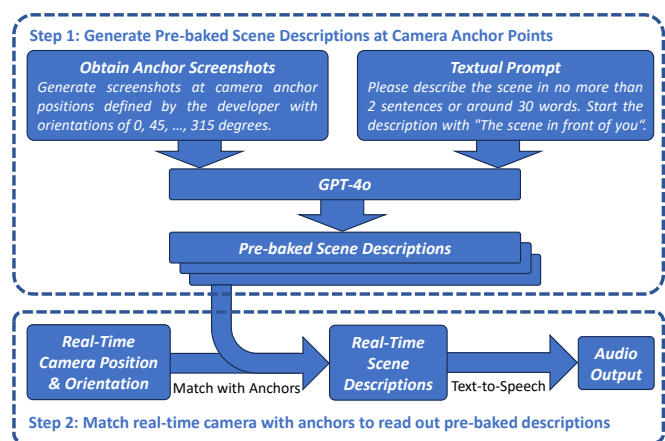 Step 1: Generate Pre-baked Scene Descriptions at Camera Anchor Points
Obtain Anchor Screenshots
Generate screenshots at camera anchor
positions defined by the developer with
orientations of 0, 45, …, 315 degrees.
Textual Prompt
Please describe the scene in no more than
2 sentences or around 30 words. Start the
description with "The scene in front of you“.
GPT-4o
Pre-baked Scene Descriptions
Real-Time
Camera Position
& Orientation
Match with Anchors
Real-Time
Scene
Descriptions
Text-to-Speech
Audio
Output
Step 2: Match real-time camera with anchors to read out pre-baked descriptions